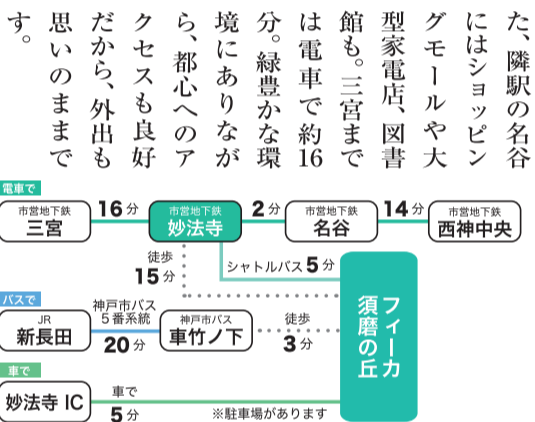 た、隣駅の名谷
にはショッピン
グモールや大
型家電店、図書
館も。三宮まで
は電車で約16
分。緑豊かな環
境にありなが
ら、都心へのア
クセスも良好
だから、外出も
思いのままで
す。
電車で
市営地下鉄
三宮
16分
市営地下鉄
妙法寺
2分
市営地下鉄
名谷
14分
市営地下鉄
西神中央
徒歩
15分
シャトルバス5分
フィーカ
須磨の丘
バスで
JR
新長田
神戸市バス
5番系統
20分
神戸市バス
車竹ノ下
徒歩
3分
車で
妙法寺 IC
車で
5分
※駐車場があります